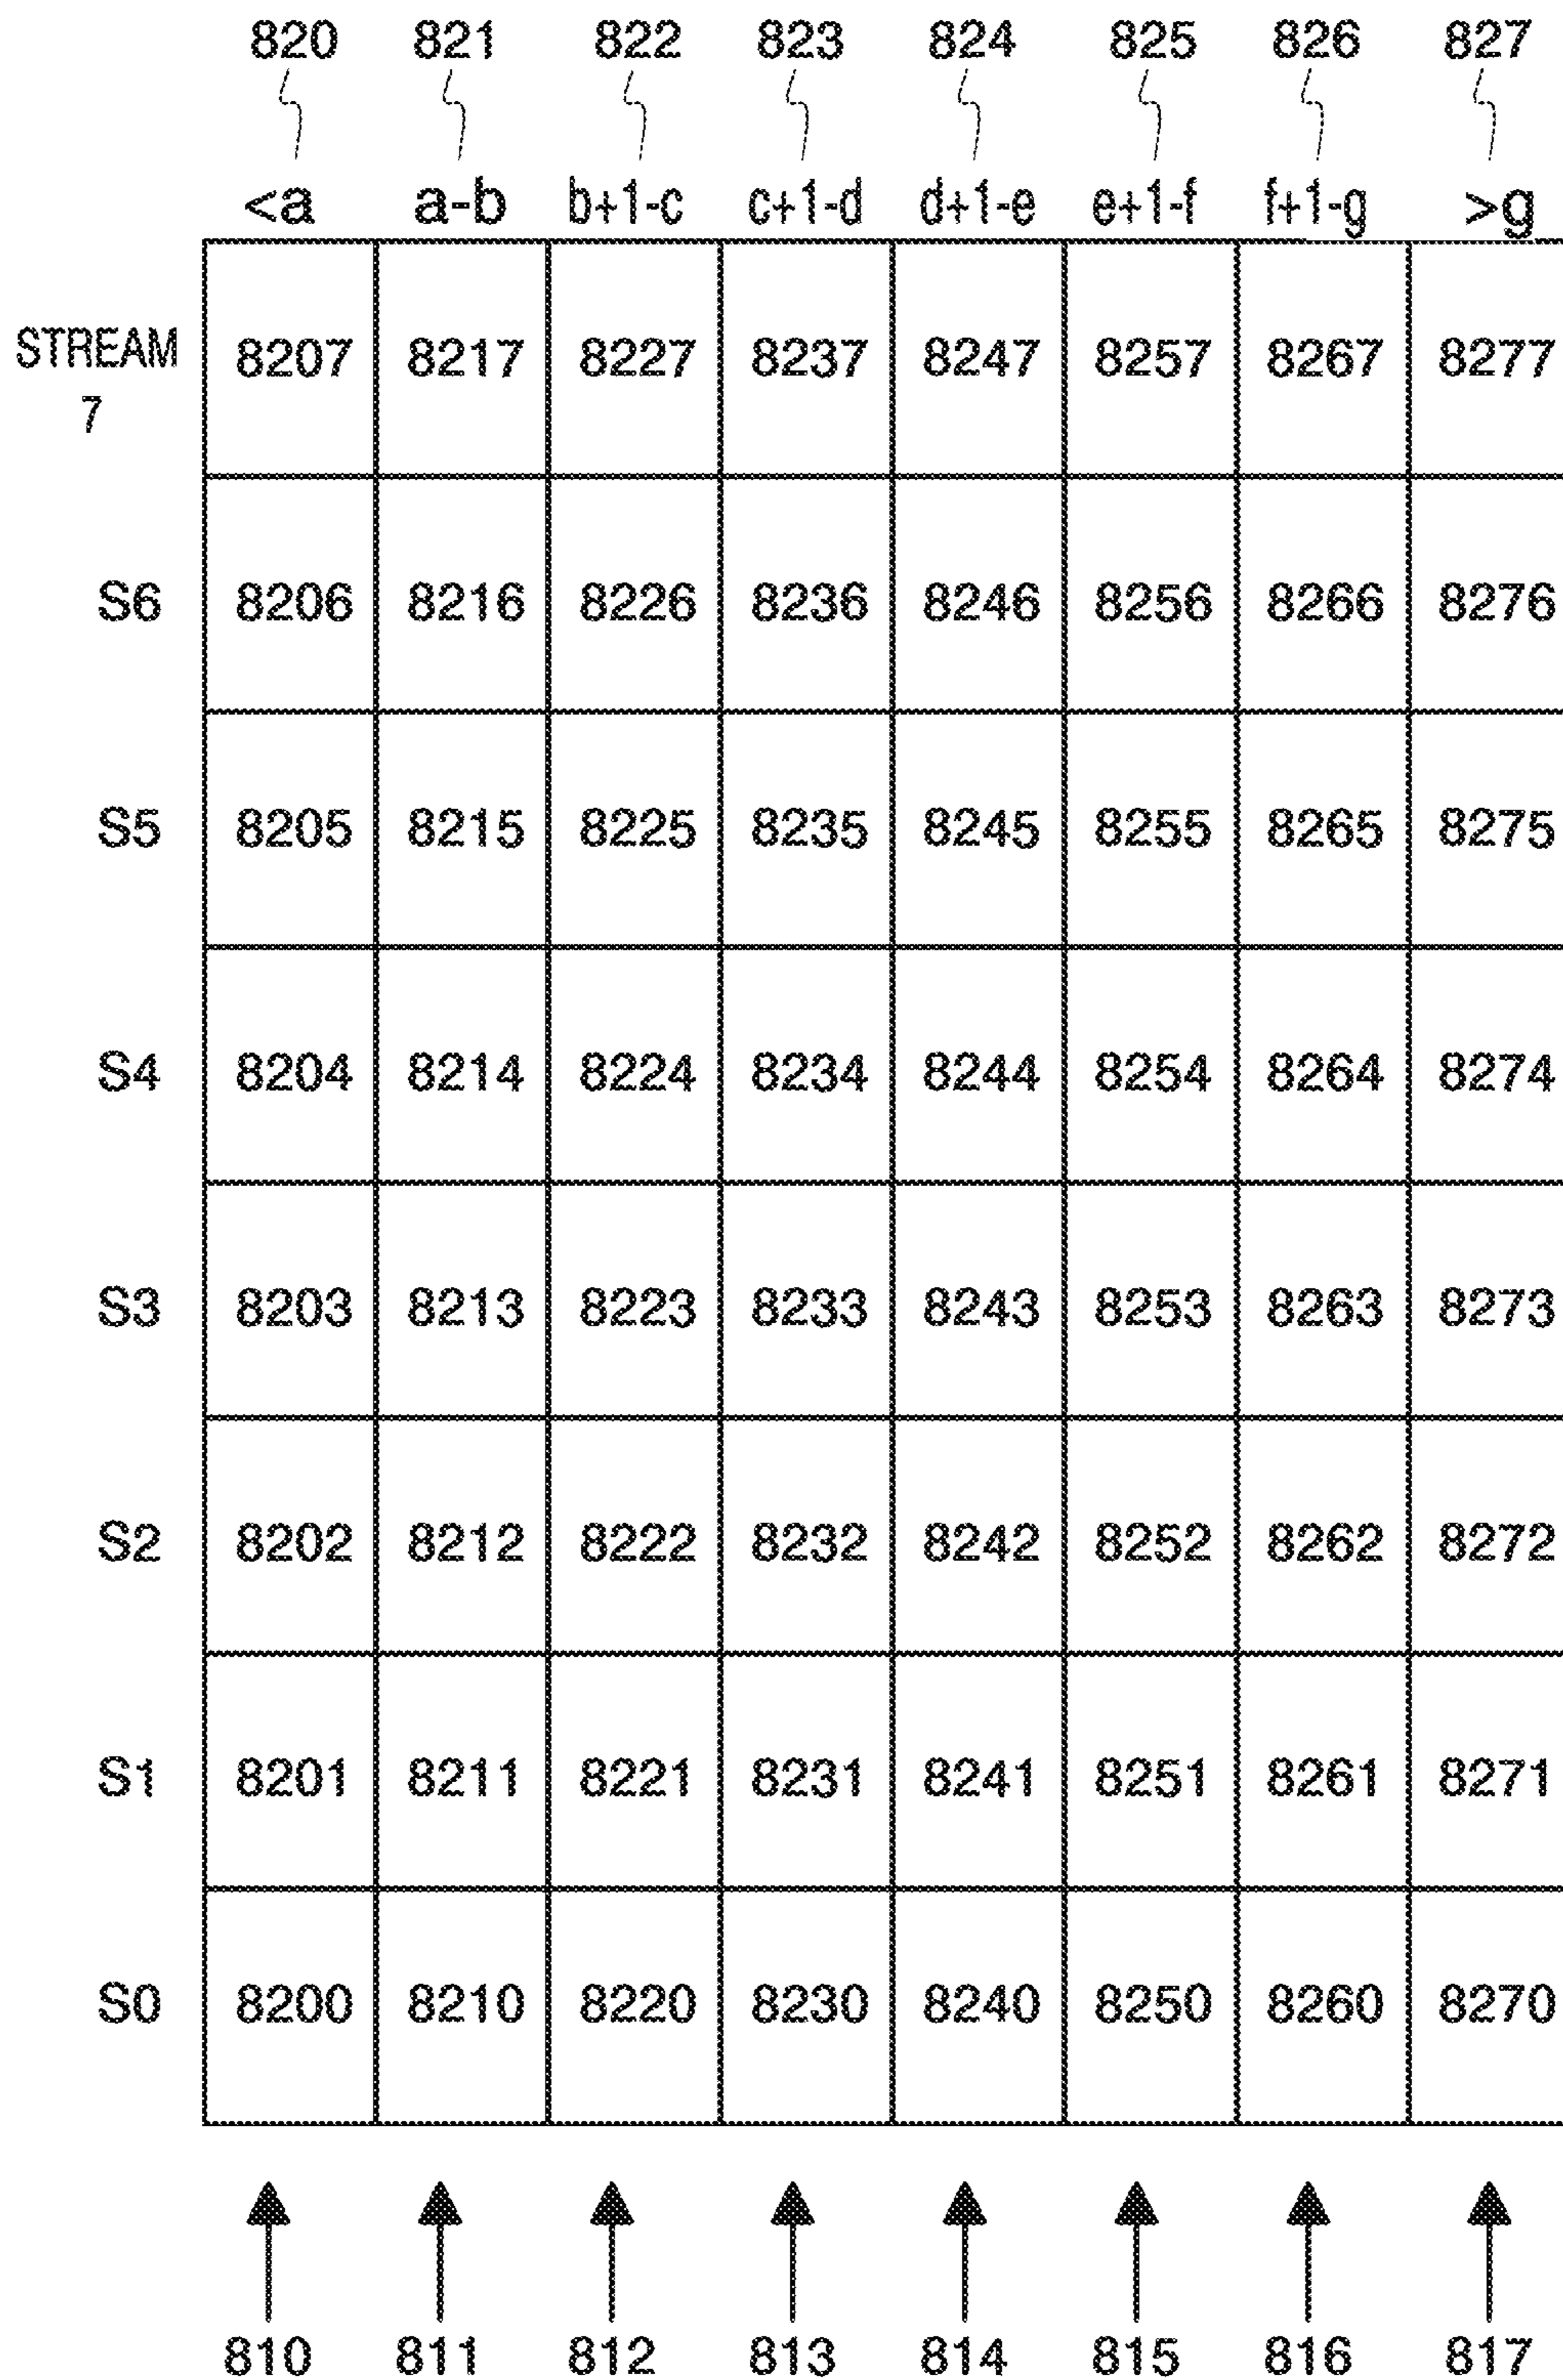 820 821 822 823 824 825 826 827
<a a-b b+1-c c+1-d d+1-e e+1-f f+1-g >g
STREAM 8207 8217 8227 8237 8247 8257 8267 8277
7
S6 8206 8216 8226 8236 8246 8256 8266 8276
S5 8205 8215 8225 8235 8245 8255 8265 8275
S4 8204 8214 8224 8234 8244 8254 8264 8274
S3 8203 8213 8223 8233 8243 8253 8263 8273
S2 8202 8212 8222 8232 8242 8252 8262 8272
S1 8201 8211 8221 8231 8241 8251 8261 8271
S0 8200 8210 8220 8230 8240 8250 8260 8270
810 811 812 813 814 815 816 817